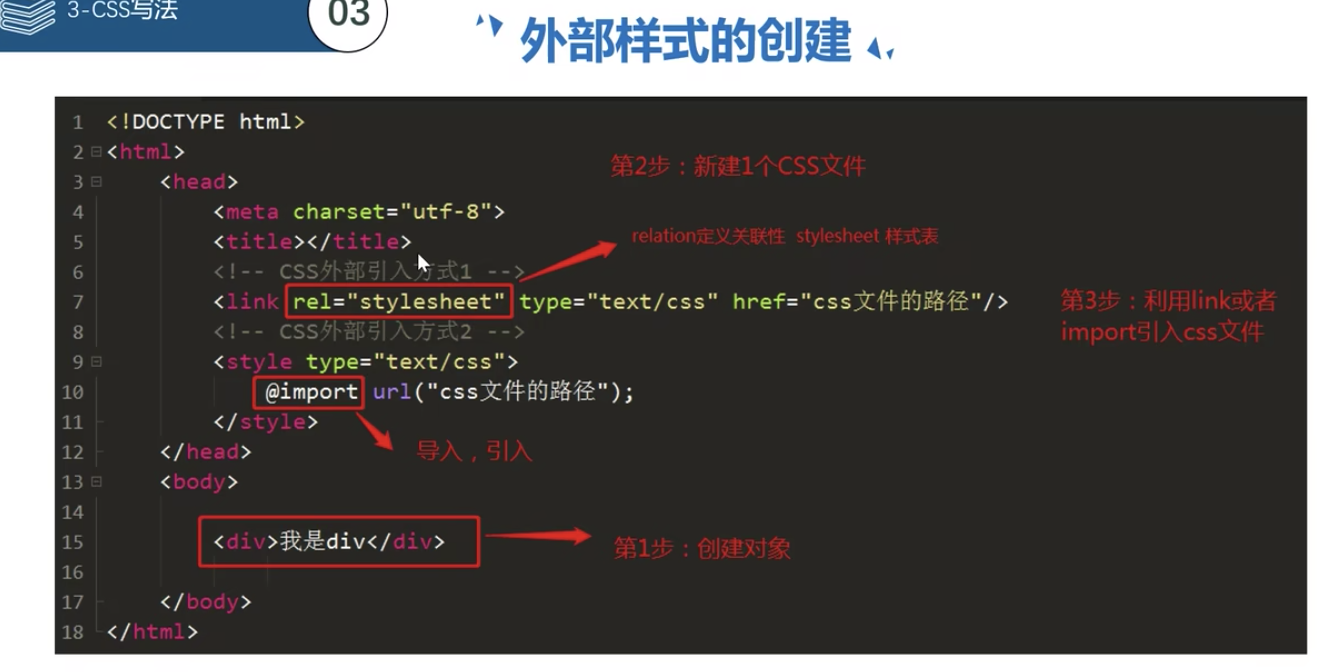 3-CSS写法
03
外部样式的创建
1 <!DOCTYPE html>
2 <html>
第2步：新建1个CSS文件
3 <head>
4 <meta charset="utf-8">
relation定义关联性 stylesheet 样式表
5 <title></title>
6 <!-- CSS外部引入方式1 -->
7 <link rel="stylesheet" type="text/css" href="css文件的路径"/>
第3步：利用link或者
import引入css文件
8 <!-- CSS外部引入方式2 -->
9 <style type="text/css">
10 @import url("css文件的路径");
11 </style>
12 </head>
导入，引入
13 <body>
14
15 <div>我是div</div>
第1步：创建对象
16
17 </body>
18 </html>